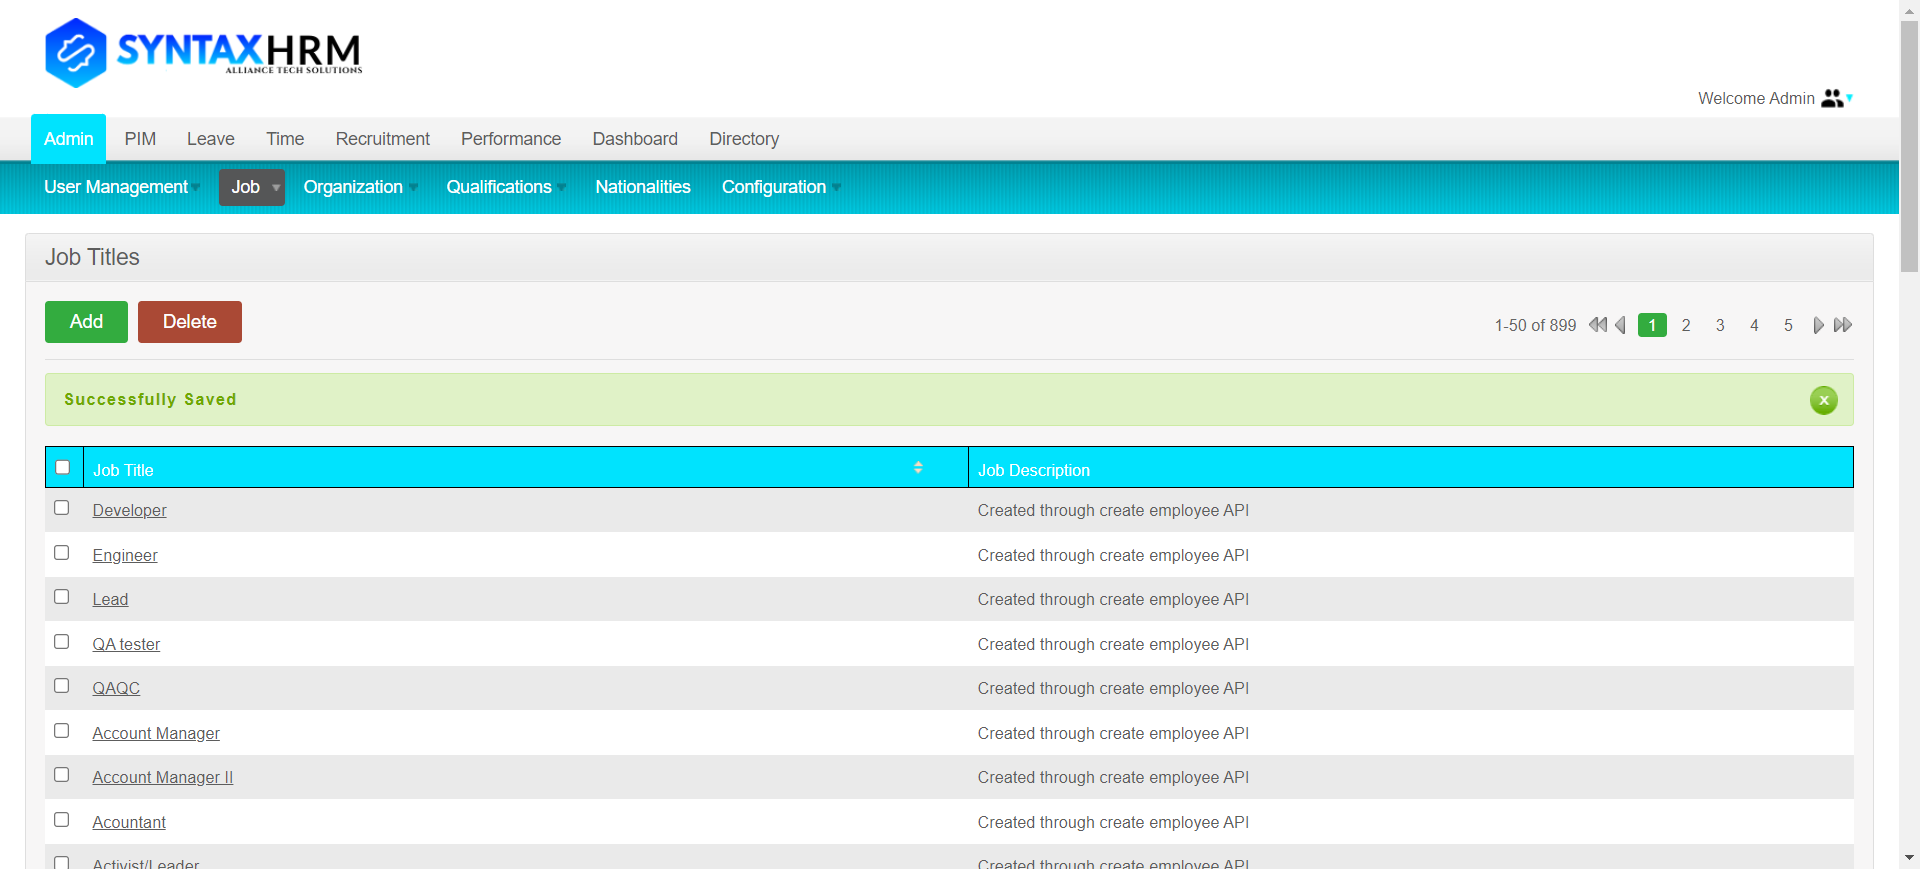 SYNTAXHRM
ALLIANCE TECH SOLUTIONS
Welcome Admin
Admin PIM Leave Time Recruitment Performance Dashboard Directory
User Management Job Organization Qualifications Nationalities Configuration
Job Titles
Add Delete 1-50 of 899 1 2 3 4 5
Successfully Saved x
Job Title Job Description
Developer Created through create employee API
Engineer Created through create employee API
Lead Created through create employee API
QA tester Created through create employee API
QAQC Created through create employee API
Account Manager Created through create employee API
Account Manager II Created through create employee API
Acountant Created through create employee API
Activist/Leader Created through create employee API